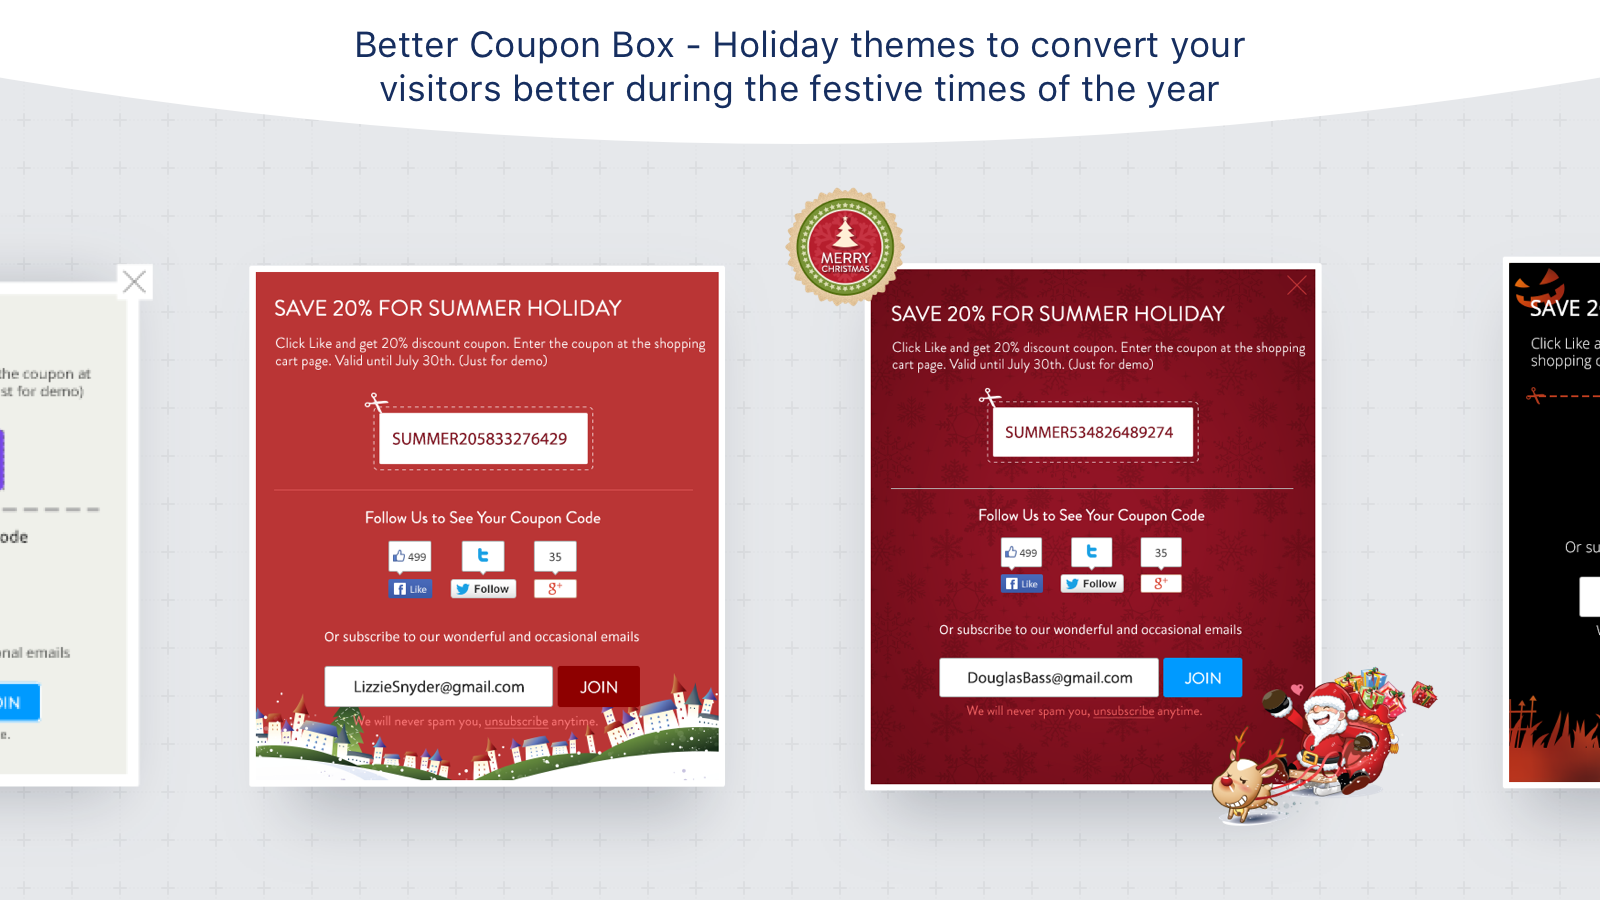 Better Coupon Box - Holiday themes to convert your
visitors better during the festive times of the year
the coupon at
st for demo)
ode
nal emails
OIN
e.
SAVE 20% FOR SUMMER HOLIDAY
Click Like and get 20% discount coupon. Enter the coupon at the shopping
cart page. Valid until July 30th. (Just for demo)
SUMMER205833276429
Follow Us to See Your Coupon Code
499
35
Like
Follow
g+
Or subscribe to our wonderful and occasional emails
LizzieSnyder@gmail.com
JOIN
We will never spam you, unsubscribe anytime.
MERRY
CHRISTMAS
SAVE 20% FOR SUMMER HOLIDAY
Click Like and get 20% discount coupon. Enter the coupon at the shopping
cart page. Valid until July 30th. (Just for demo)
SUMMER534826489274
Follow Us to See Your Coupon Code
499
35
Like
Follow
g+
Or subscribe to our wonderful and occasional emails
DouglasBass@gmail.com
JOIN
We will never spam you, unsubscribe anytime.
SAVE 2
Click Like a
shopping c
Or su